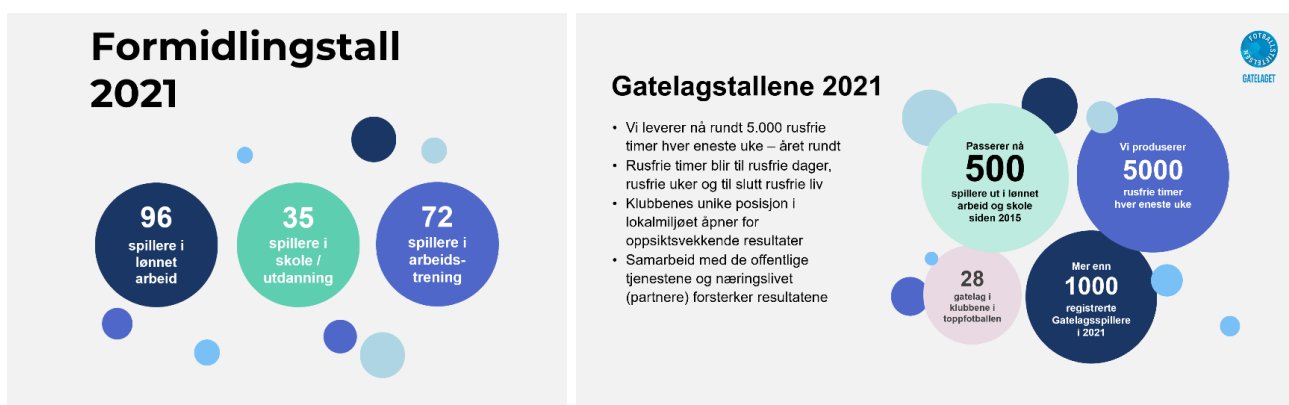 Formidlingstall
2021
96
spillere i
lønnet
arbeid
35
spillere i
skole /
utdanning
72
spillere i
arbeids-
trening
FOTBALLSTIFTELSEN
GATELAGET
Gatelagstallene 2021
• Vi leverer nå rundt 5.000 rusfrie
timer hver eneste uke – året rundt
• Rusfrie timer blir til rusfrie dager,
rusfrie uker og til slutt rusfrie liv
• Klubbenes unike posisjon i
lokalmiljøet åpner for
oppsiktsvekkende resultater
• Samarbeid med de offentlige
tjenestene og næringslivet
(partnere) forsterker resultatene
Passerer nå
500
spillere ut i lønnet
arbeid og skole
siden 2015
Vi produserer
5000
rusfrie timer
hver eneste uke
28
gatelag i
klubbene i
toppfotballen
Mer enn
1000
registrerte
Gatelagsspillere
i 2021